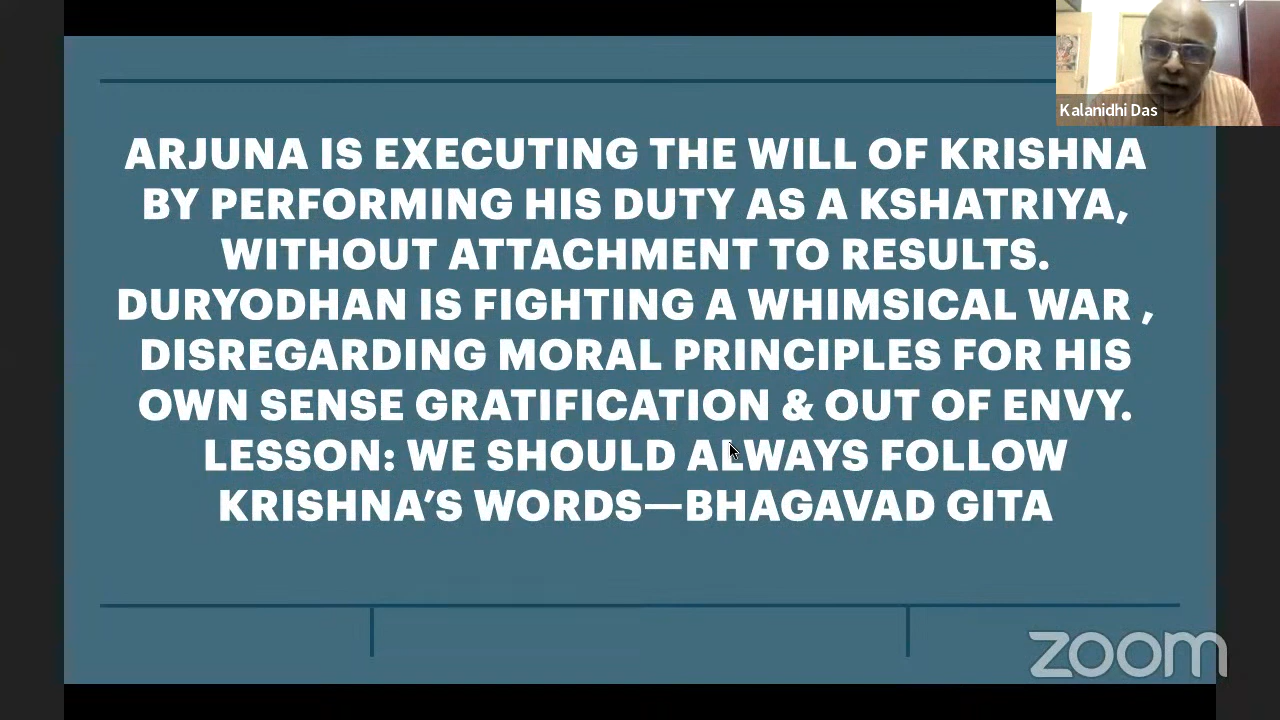 Kalanidhi Das
ARJUNA IS EXECUTING THE WILL OF KRISHNA
BY PERFORMING HIS DUTY AS A KSHATRIYA,
WITHOUT ATTACHMENT TO RESULTS.
DURYODHAN IS FIGHTING A WHIMSICAL WAR ,
DISREGARDING MORAL PRINCIPLES FOR HIS
OWN SENSE GRATIFICATION & OUT OF ENVY.
LESSON: WE SHOULD ALWAYS FOLLOW
KRISHNA’S WORDS—BHAGAVAD GITA
zoom